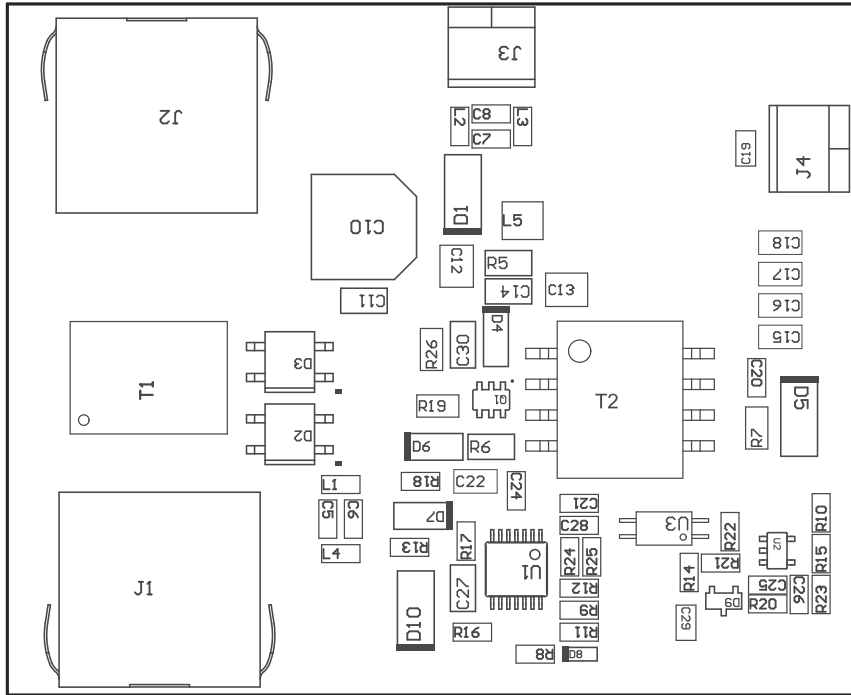 J3
J2
L2
C8
L3
C7
C19
J4
D1
C10
L5
C18
C12
R5
C17
C14
C13
C11
C16
D4
C15
R26
C30
D3
C20
T1
Q1
T2
D5
R19
R7
D2
D6
R6
L1
R18
C22
C24
C5
C6
C21
R10
D7
C28
U3
R22
R17
U2
L4
R13
R24
R25
R15
U1
R21
R14
J1
C27
R12
C25
C26
R23
D10
R9
D9
R20
C29
R16
R11
R8
D8